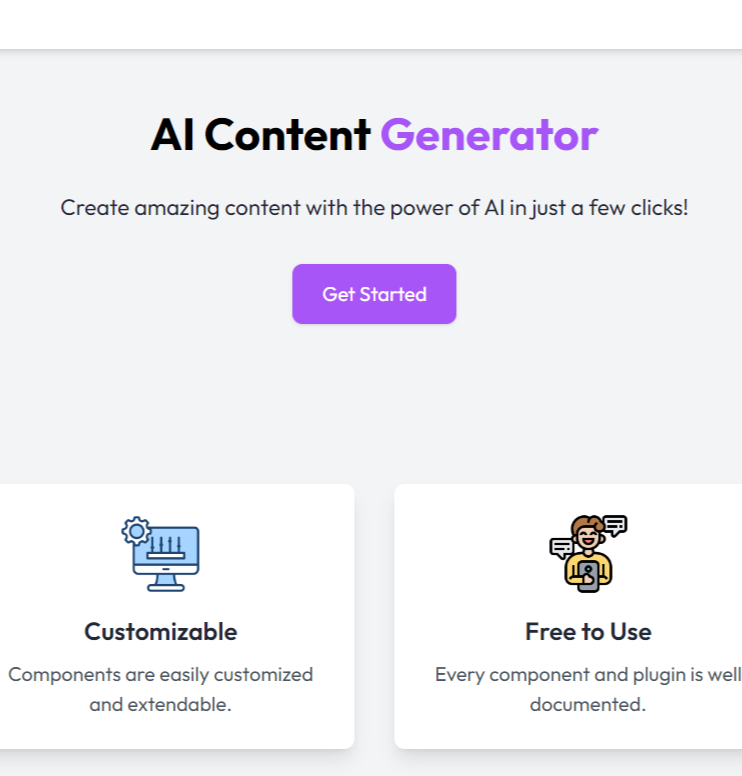 AI Content Generator
Create amazing content with the power of AI in just a few clicks!
Get Started
Customizable
Components are easily customized
and extendable.
Free to Use
Every component and plugin is well
documented.